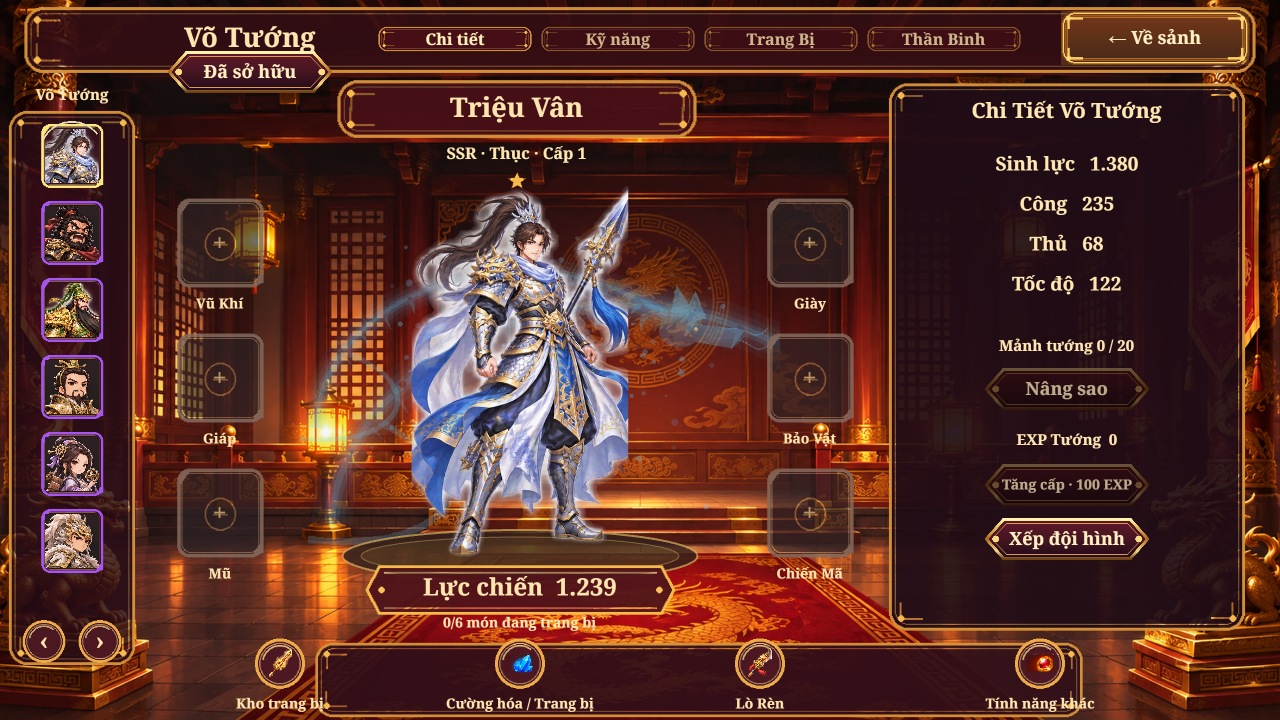 Võ Tướng
Chi tiết
Kỹ năng
Trang Bị
Thần Binh
← Về sảnh
Đã sở hữu
Võ Tướng
Triệu Vân
SSR · Thục · Cấp 1
Vũ Khí
Giáp
Mũ
Giày
Bảo Vật
Chiến Mã
Lực chiến 1.239
0/6 món đang trang bị
Chi Tiết Võ Tướng
Sinh lực 1.380
Công 235
Thủ 68
Tốc độ 122
Mảnh tướng 0 / 20
Nâng sao
EXP Tướng 0
Tăng cấp · 100 EXP
Xếp đội hình
‹ ›
Kho trang bị
Cường hóa / Trang bị
Lò Rèn
Tính năng khác